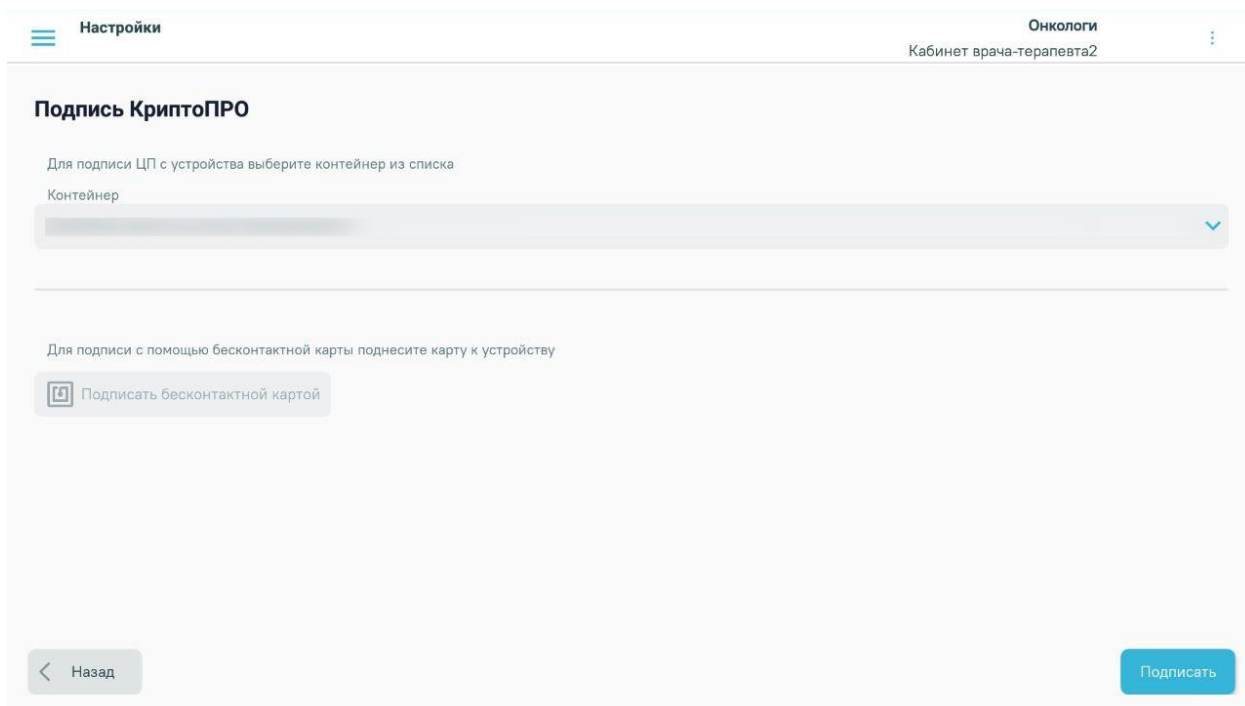 Настройки
Онкологи
Кабинет врача-терапевта2
Подпись КриптоПРО
Для подписи ЦП с устройства выберите контейнер из списка
Контейнер
Для подписи с помощью бесконтактной карты поднесите карту к устройству
Подписать бесконтактной картой
Назад
Подписать